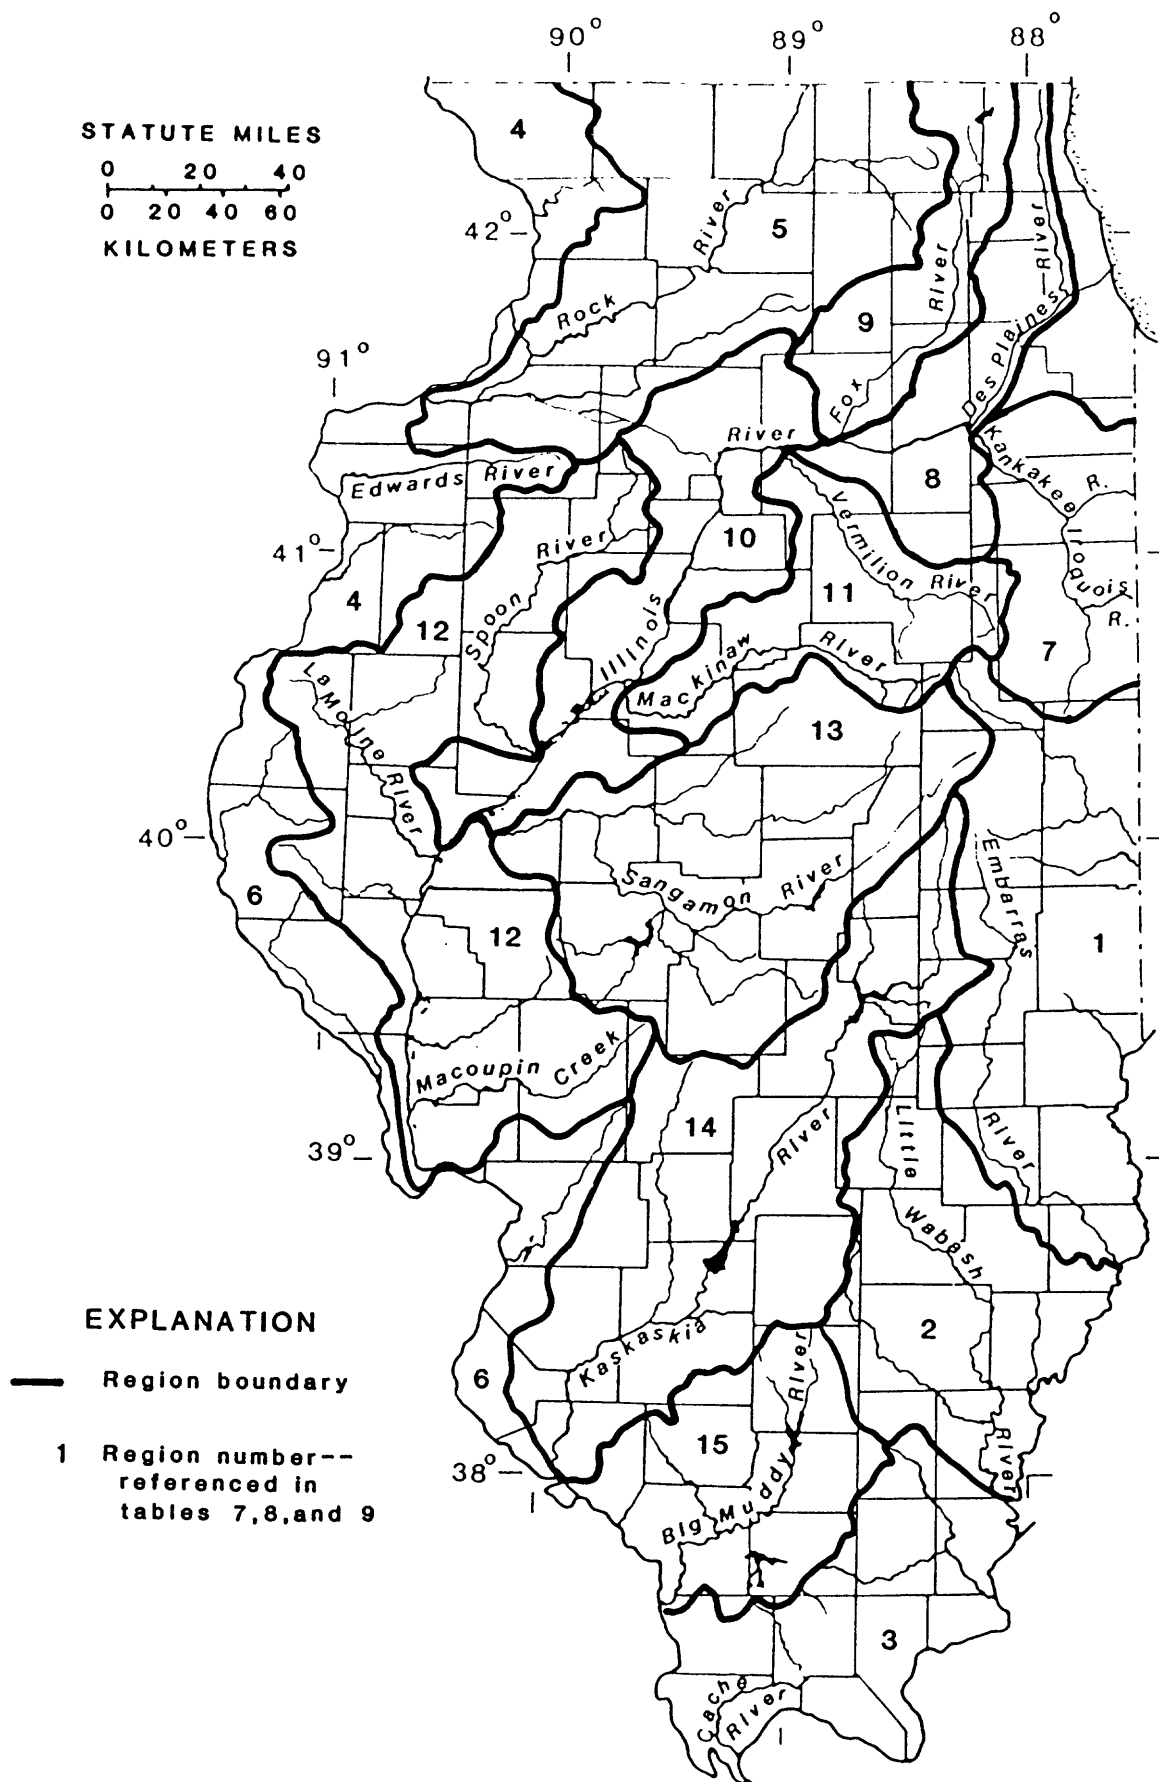 90° 89° 88°
STATUTE MILES
0 20 40
0 20 40 60
KILOMETERS
4
42°
River
5
River
River
Rock
9
Des Plaines
91°
Fox
River
Kankakee
R.
Edwards River
8
41°
River
10
Vermilion River
Iroquois
R.
4
12
Spoon
Illinois
11
7
LaMoine River
Mackinaw River
13
40°
Sangamon River
Embarras
6
12
1
Macoupin Creek
14
River
Little
River
39°
Wabash
EXPLANATION
Region boundary
1 Region number--
referenced in
tables 7,8,and 9
Kaskaskia
2
6
River
15
River
38°
Big Muddy
3
Cache
River